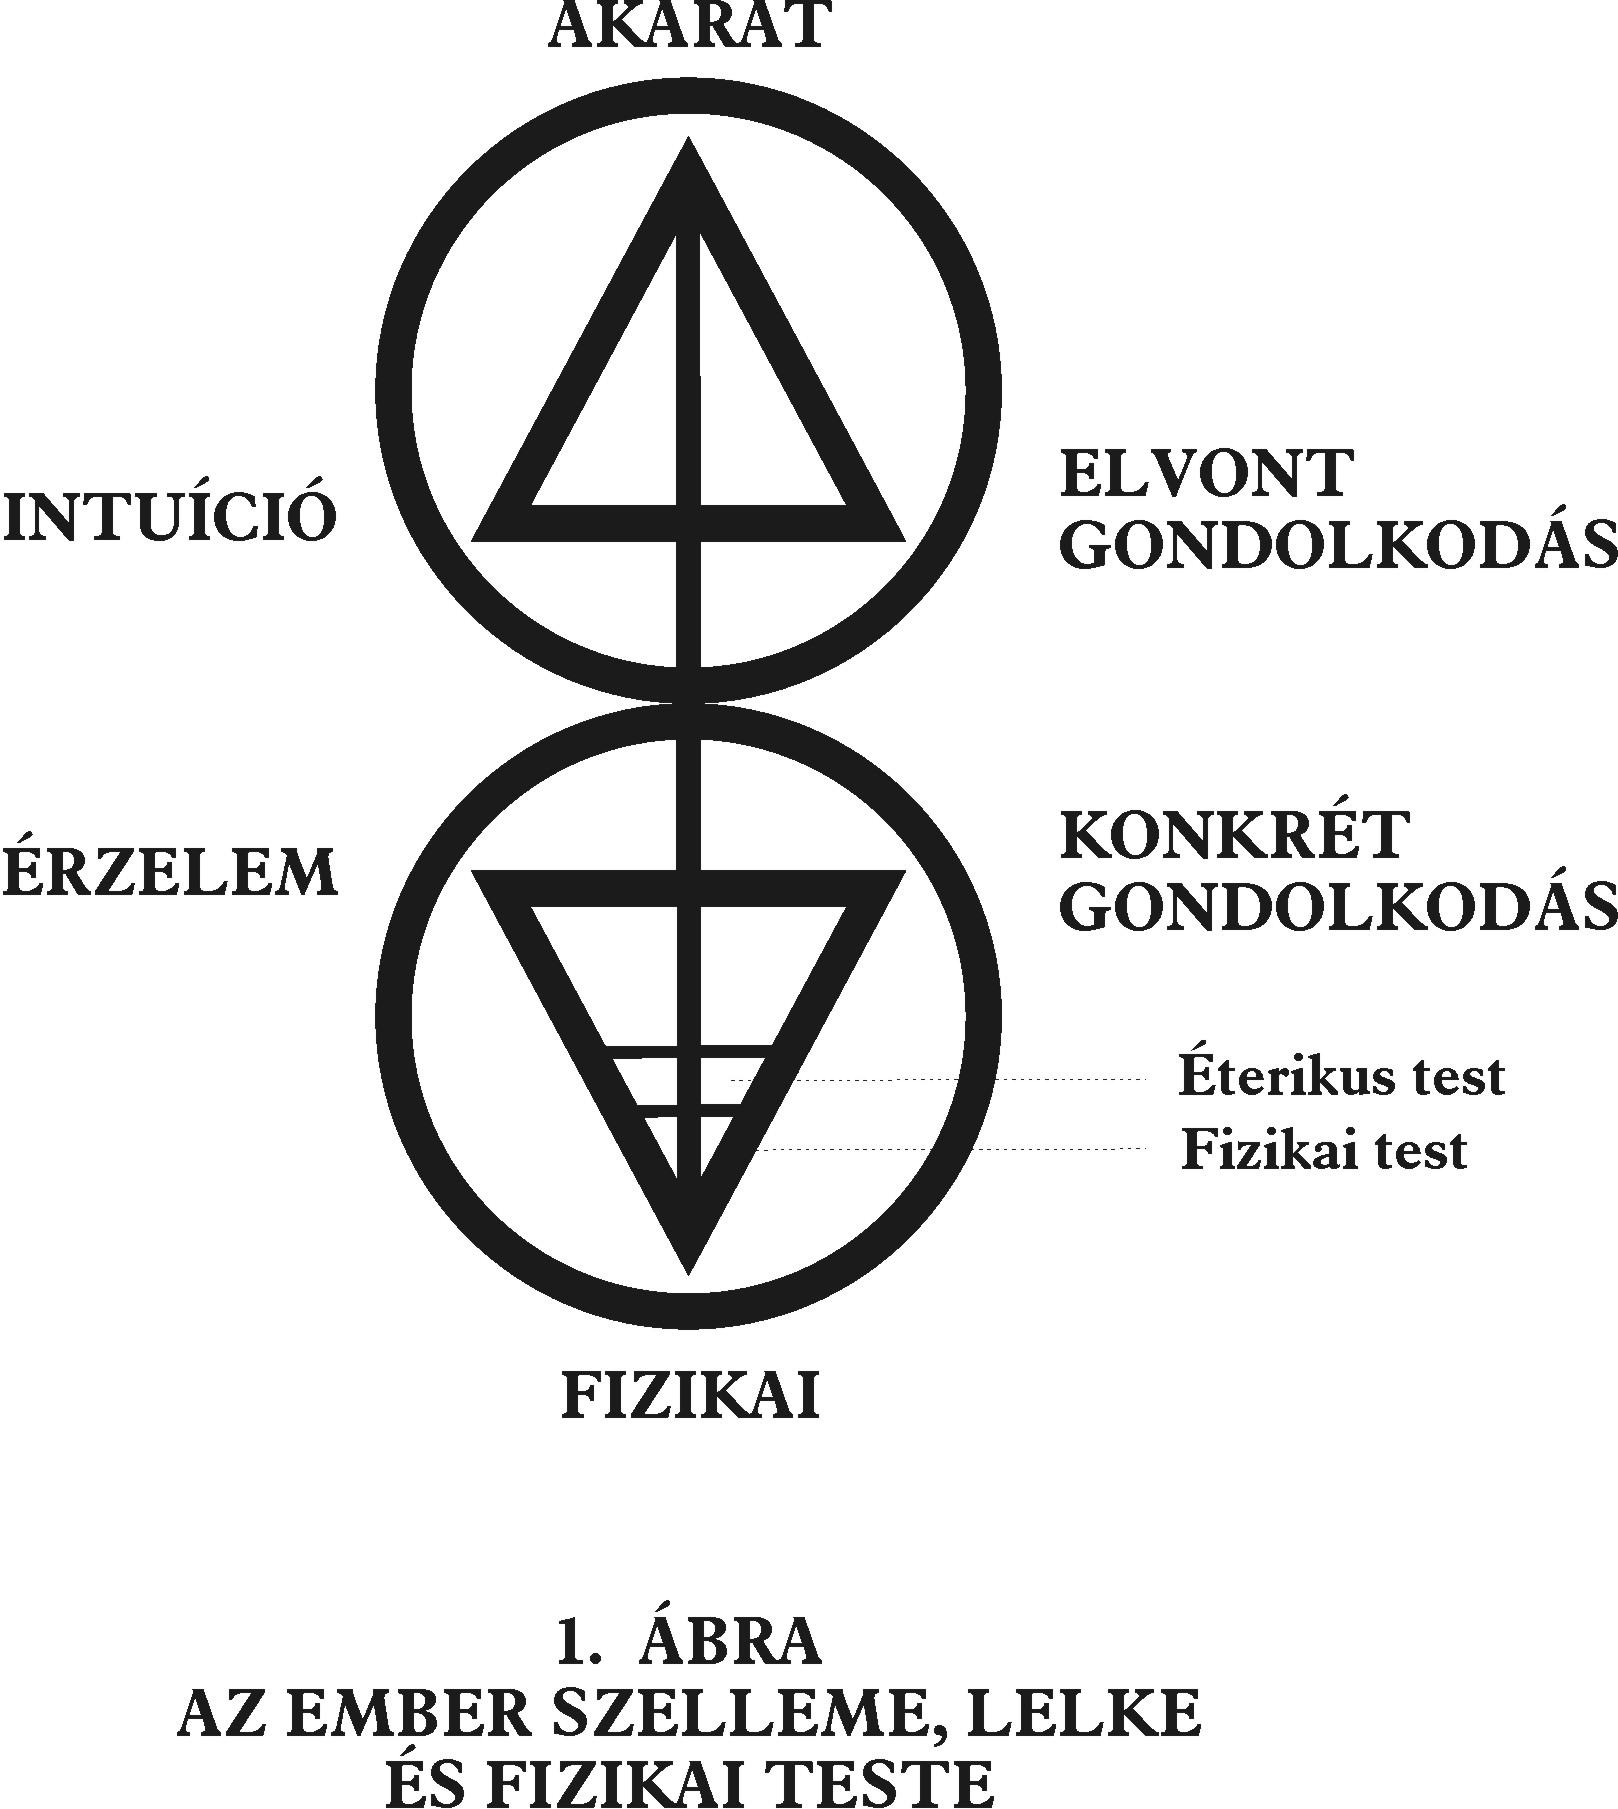 AKARAT
INTUÍCIÓ
ELVONT
GONDOLKODÁS
ÉRZELEM
KONKRÉT
GONDOLKODÁS
Éterikus test
Fizikai test
FIZIKAI
1. ÁBRA
AZ EMBER SZELLEME, LELKE
ÉS FIZIKAI TESTE